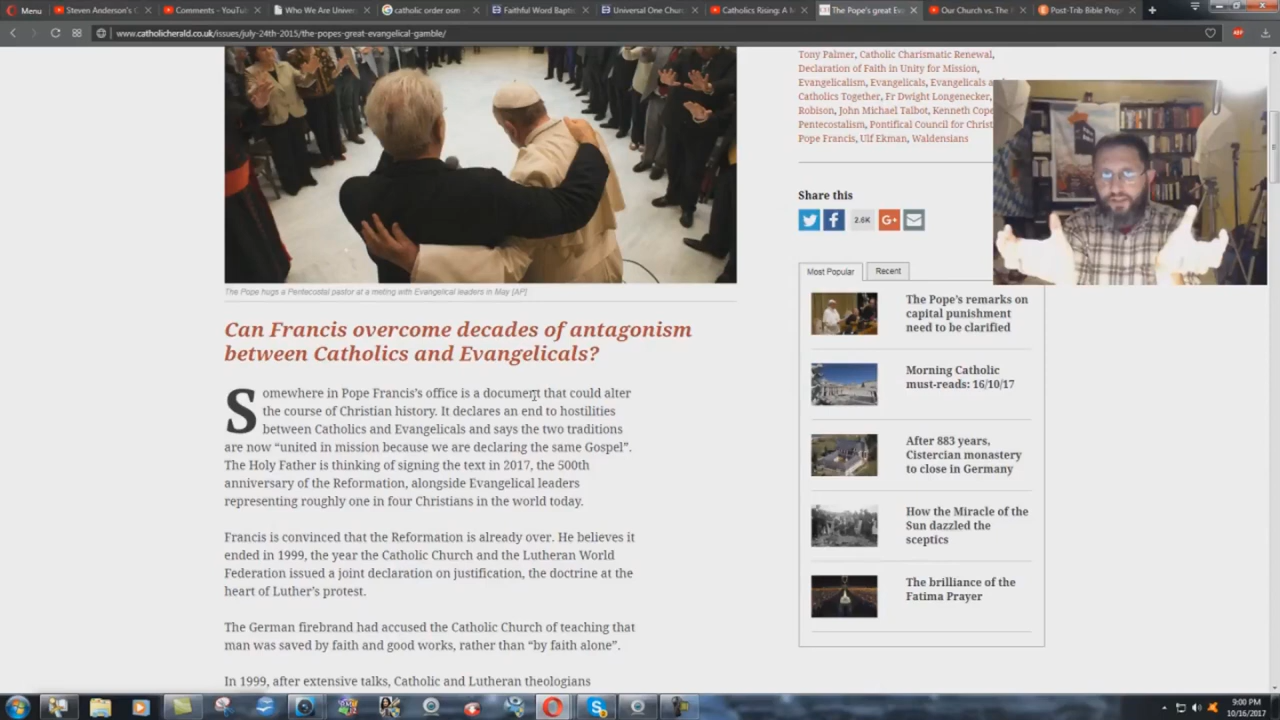 Menu
Steven Anderson's C
Comments - YouTub
Who We Are Univer
catholic order osm -
Faithful Word Baptis
Universal One Chur
Catholics Rising: A M
The Pope's great Ev
Our Church vs. The
Post-Trib Bible Prop
www.catholicherald.co.uk/issues/july-24th-2015/the-popes-great-evangelical-gamble/
Tony Palmer, Catholic Charismatic Renewal,
Declaration of Faith in Unity for Mission,
Evangelicalism, Evangelicals, Evangelicals a
Catholics Together, Fr Dwight Longenecker,
Robison, John Michael Talbot, Kenneth Cope
Pentecostalism, Pontifical Council for Christ
Pope Francis, Ulf Ekman, Waldensians
Share this
2.6K
G+
Most Popular
Recent
The Pope's remarks on
capital punishment
need to be clarified
Morning Catholic
must-reads: 16/10/17
After 883 years,
Cistercian monastery
to close in Germany
How the Miracle of the
Sun dazzled the
sceptics
The brilliance of the
Fatima Prayer
The Pope hugs a Pentecostal pastor at a meting with Evangelical leaders in May [AP]
Can Francis overcome decades of antagonism
between Catholics and Evangelicals?
Somewhere in Pope Francis's office is a document that could alter
the course of Christian history. It declares an end to hostilities
between Catholics and Evangelicals and says the two traditions
are now “united in mission because we are declaring the same Gospel”.
The Holy Father is thinking of signing the text in 2017, the 500th
anniversary of the Reformation, alongside Evangelical leaders
representing roughly one in four Christians in the world today.
Francis is convinced that the Reformation is already over. He believes it
ended in 1999, the year the Catholic Church and the Lutheran World
Federation issued a joint declaration on justification, the doctrine at the
heart of Luther's protest.
The German firebrand had accused the Catholic Church of teaching that
man was saved by faith and good works, rather than “by faith alone”.
In 1999, after extensive talks, Catholic and Lutheran theologians
9:00 PM
10/16/2017